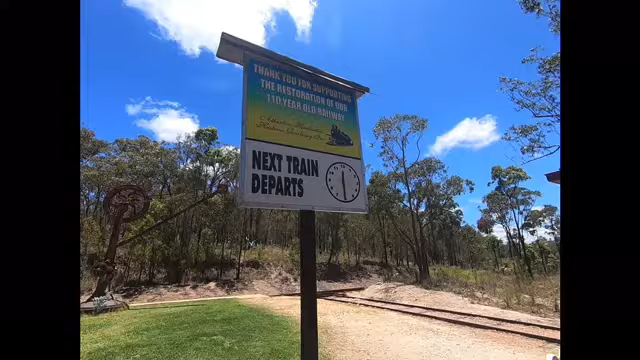 THANK YOU FOR SUPPORTING
THE RESTORATION OF OUR
110 YEAR OLD RAILWAY
NEXT TRAIN
DEPARTS